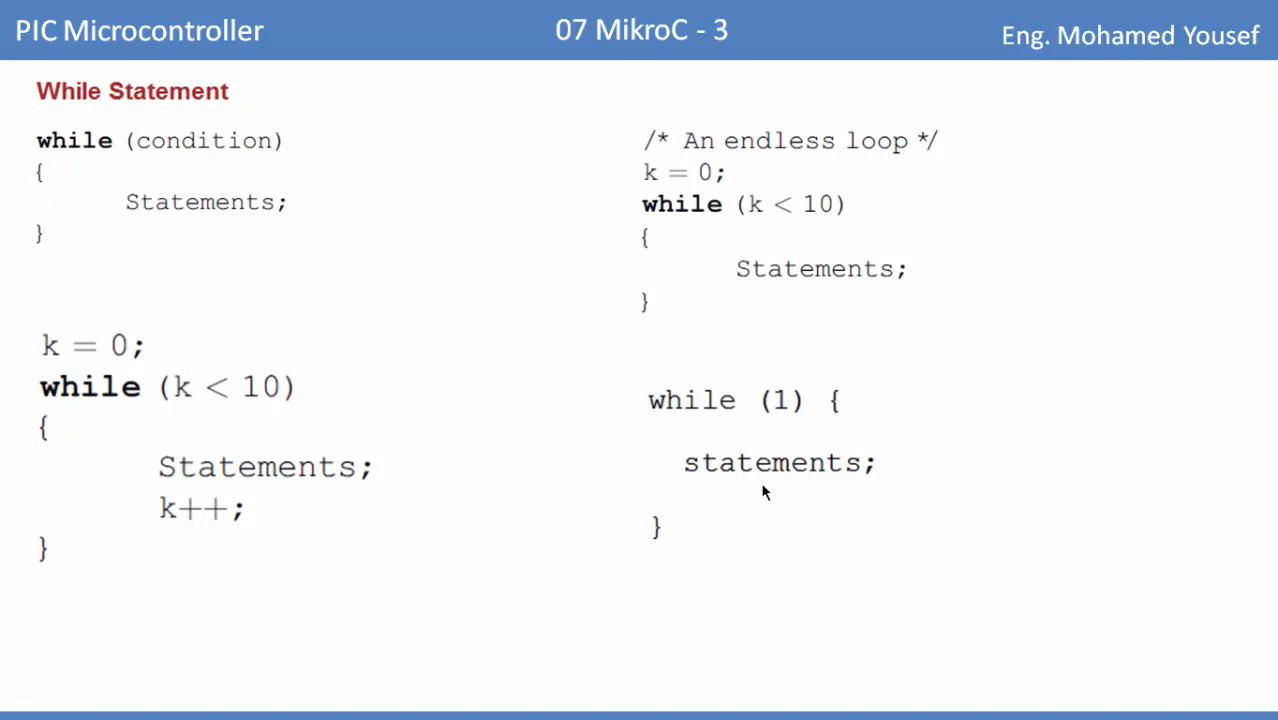 PIC Microcontroller
07 MikroC - 3
Eng. Mohamed Yousef
While Statement
while (condition)
{
Statements;
}
k = 0;
while (k < 10)
{
Statements;
k++;
}
/* An endless loop */
k = 0;
while (k < 10)
{
Statements;
}
while (1) {
statements;
}